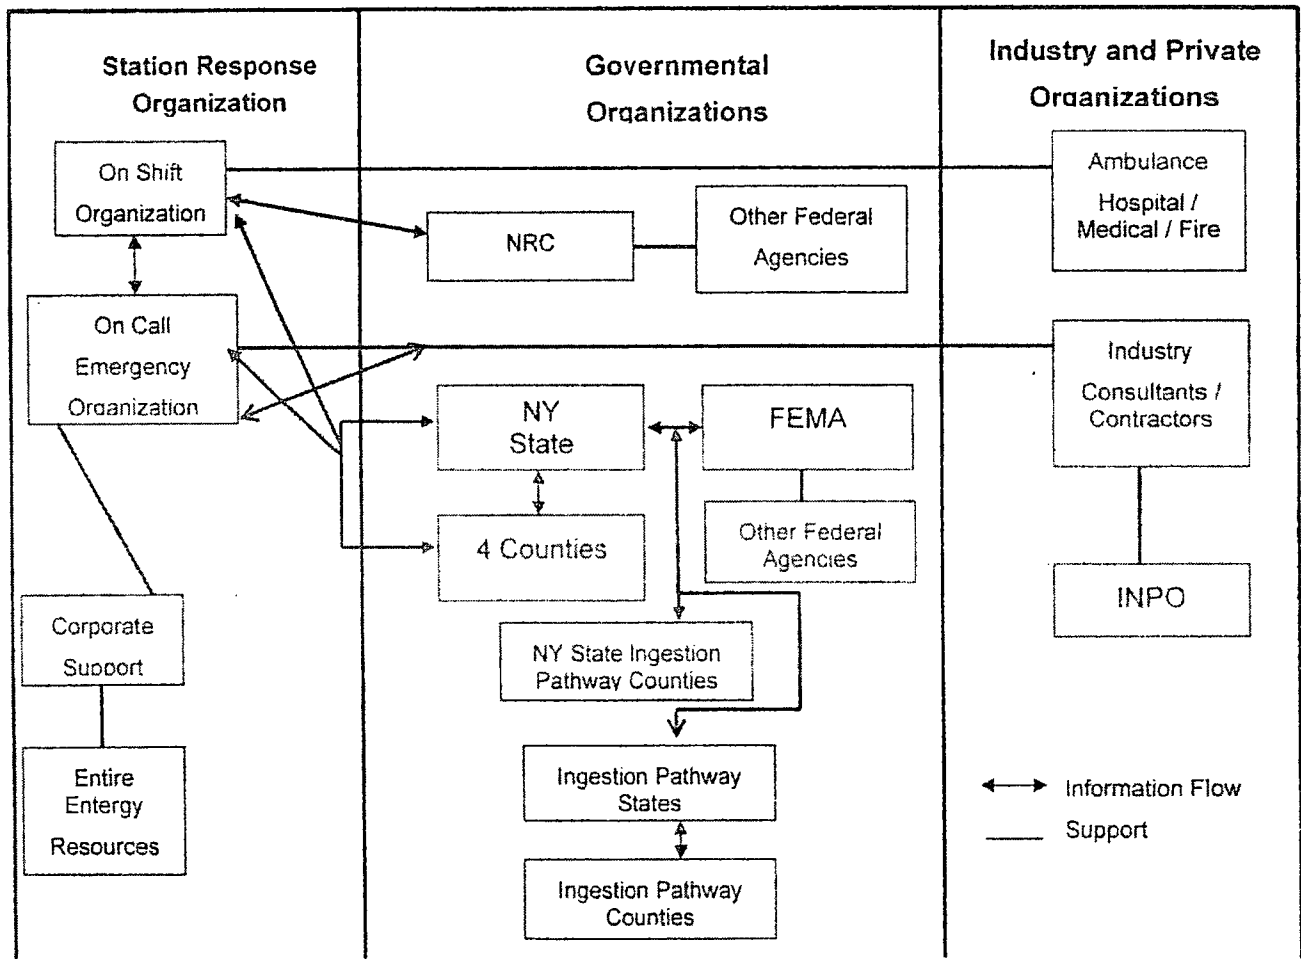 Station Response
Organization
Governmental
Organizations
Industry and Private
Organizations
On Shift
Organization
NRC
Other Federal
Agencies
Ambulance
Hospital /
Medical / Fire
On Call
Emergency
Organization
NY
State
FEMA
Industry
Consultants /
Contractors
4 Counties
Other Federal
Agencies
INPO
Corporate
Support
NY State Ingestion
Pathway Counties
Entire
Entergy
Resources
Ingestion Pathway
States
Ingestion Pathway
Counties
Information Flow
Support